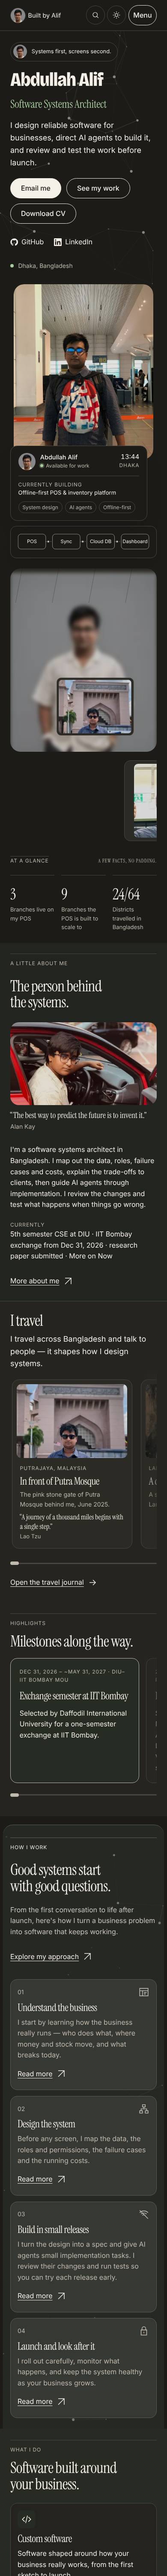 Built by Alif
Menu
Systems first, screens second.
Abdullah Alif
Software Systems Architect
I design reliable software for
businesses, direct AI agents to build it,
and review and test the work before
launch.
Email me
See my work
Download CV
GitHub
LinkedIn
Dhaka, Bangladesh
Abdullah Alif
Available for work
13:44
DHAKA
CURRENTLY BUILDING
Offline-first POS & inventory platform
System design
AI agents
Offline-first
POS
Sync
Cloud DB
Dashboard
AT A GLANCE
A FEW FACTS, NO PADDING.
3
Branches live on
my POS
9
Branches the
POS is built to
scale to
24/64
Districts
travelled in
Bangladesh
A LITTLE ABOUT ME
The person behind
the systems.
"The best way to predict the future is to invent it."
Alan Kay
I'm a software systems architect in
Bangladesh. I map out the data, roles, failure
cases and costs, explain the trade-offs to
clients, then guide AI agents through
implementation. I review the changes and
test what happens when things go wrong.
CURRENTLY
5th semester CSE at DIU · IIT Bombay
exchange from Dec 31, 2026 · research
paper submitted · More on Now
More about me
I travel
I travel across Bangladesh and talk to
people — it shapes how I design
systems.
PUTRAJAYA, MALAYSIA
In front of Putra Mosque
The pink stone gate of Putra
Mosque behind me, June 2025.
"A journey of a thousand miles begins with
a single step."
Lao Tzu
Open the travel journal
HIGHLIGHTS
Milestones along the way.
DEC 31, 2026 – ~MAY 31, 2027 · DIU–
IIT BOMBAY MOU
Exchange semester at IIT Bombay
Selected by Daffodil International
University for a one-semester
exchange at IIT Bombay.
HOW I WORK
Good systems start
with good questions.
From the first conversation to life after
launch, here's how I turn a business problem
into software that keeps working.
Explore my approach
01
Understand the business
I start by learning how the business
really runs — who does what, where
money and stock move, and what
breaks today.
Read more
02
Design the system
Before any screen, I map the data, the
roles and permissions, the failure cases
and the running costs.
Read more
03
Build in small releases
I turn the design into a spec and give AI
agents small implementation tasks. I
review their changes and run tests so
you can try each release early.
Read more
04
Launch and look after it
I roll out carefully, monitor what
happens, and keep the system healthy
as your business grows.
Read more
WHAT I DO
Software built around
your business.
Custom software
Software shaped around how your
business really works, from the first
sketch to launch.